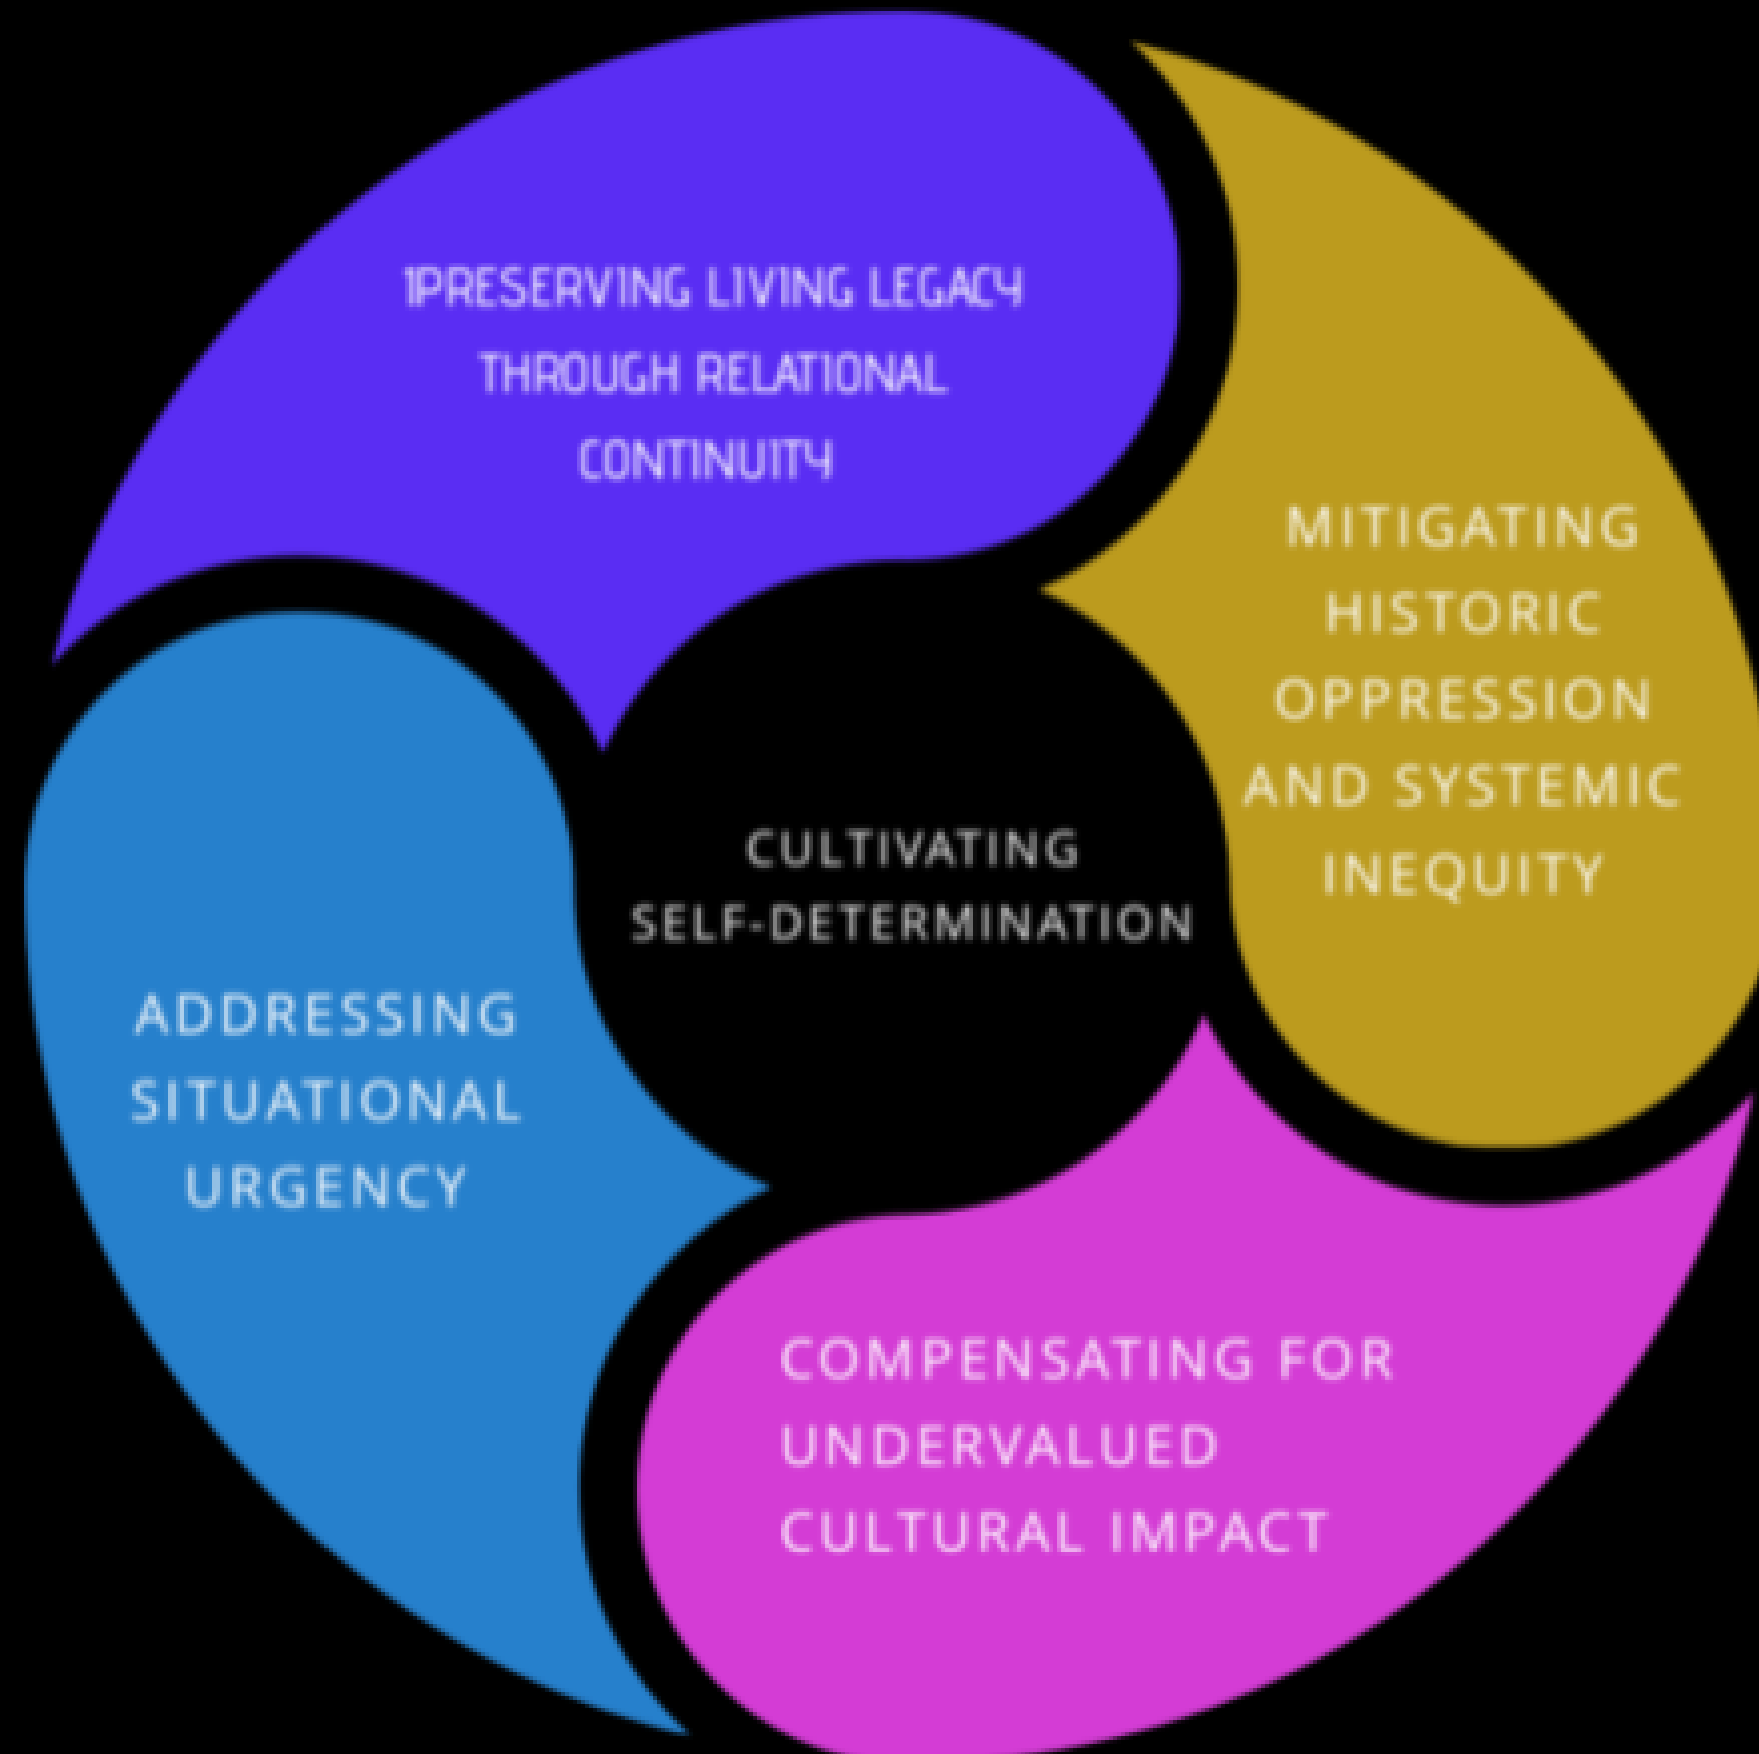 1PRESERVING LIVING LEGACY
THROUGH RELATIONAL
CONTINUITY
MITIGATING
HISTORIC
OPPRESSION
AND SYSTEMIC
INEQUITY
CULTIVATING
SELF-DETERMINATION
ADDRESSING
SITUATIONAL
URGENCY
COMPENSATING FOR
UNDERVALUED
CULTURAL IMPACT